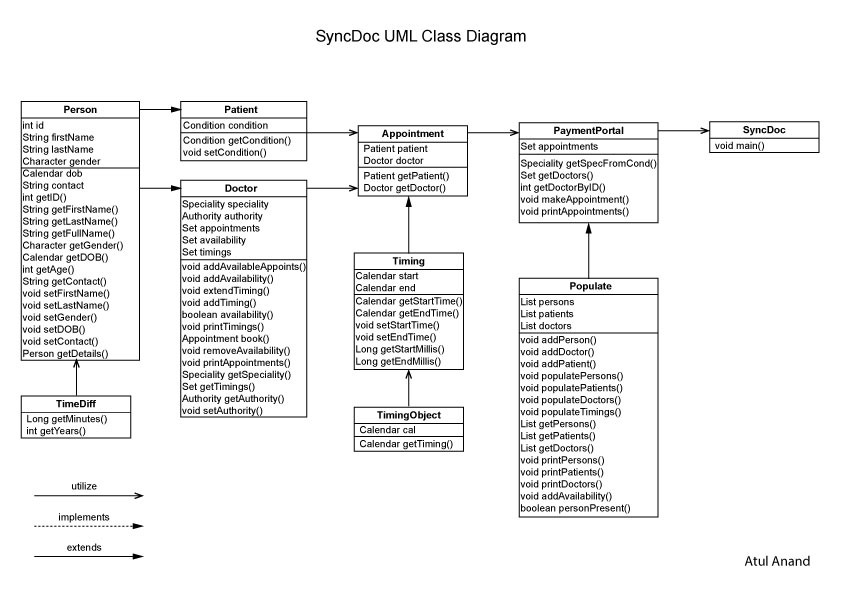 SyncDoc UML Class Diagram
Person
int id
String firstName
String lastName
Character gender
Calendar dob
String contact
int getID()
String getFirstName()
String getLastName()
String getFullName()
Character getGender()
Calendar getDOB()
int getAge()
String getContact()
void setFirstName()
void setLastName()
void setGender()
void setDOB()
void setContact()
Person getDetails()
TimeDiff
Long getMinutes()
int getYears()
Patient
Condition condition
Condition getCondition()
void setCondition()
Doctor
Speciality speciality
Authority authority
Set appointments
Set availability
Set timings
void addAvailableAppoints()
void addAvailability()
void extendTiming()
void addTiming()
boolean availability()
void printTimings()
Appointment book()
void removeAvailability()
void printAppointments()
Speciality getSpeciality()
Set getTimings()
Authority getAuthority()
void setAuthority()
Appointment
Patient patient
Doctor doctor
Patient getPatient()
Doctor getDoctor()
Timing
Calendar start
Calendar end
Calendar getStartTime()
Calendar getEndTime()
void setStartTime()
void setEndTime()
Long getStartMillis()
Long getEndMillis()
TimingObject
Calendar cal
Calendar getTiming()
PaymentPortal
Set appointments
Speciality getSpecFromCond()
Set getDoctors()
int getDoctorByID()
void makeAppointment()
void printAppointments()
Populate
List persons
List patients
List doctors
void addPerson()
void addDoctor()
void addPatient()
void populatePersons()
void populatePatients()
void populateDoctors()
void populateTimings()
List getPersons()
List getPatients()
List getDoctors()
void printPersons()
void printPatients()
void printDoctors()
void addAvailability()
boolean personPresent()
SyncDoc
void main()
utilize
implements
extends
Atul Anand